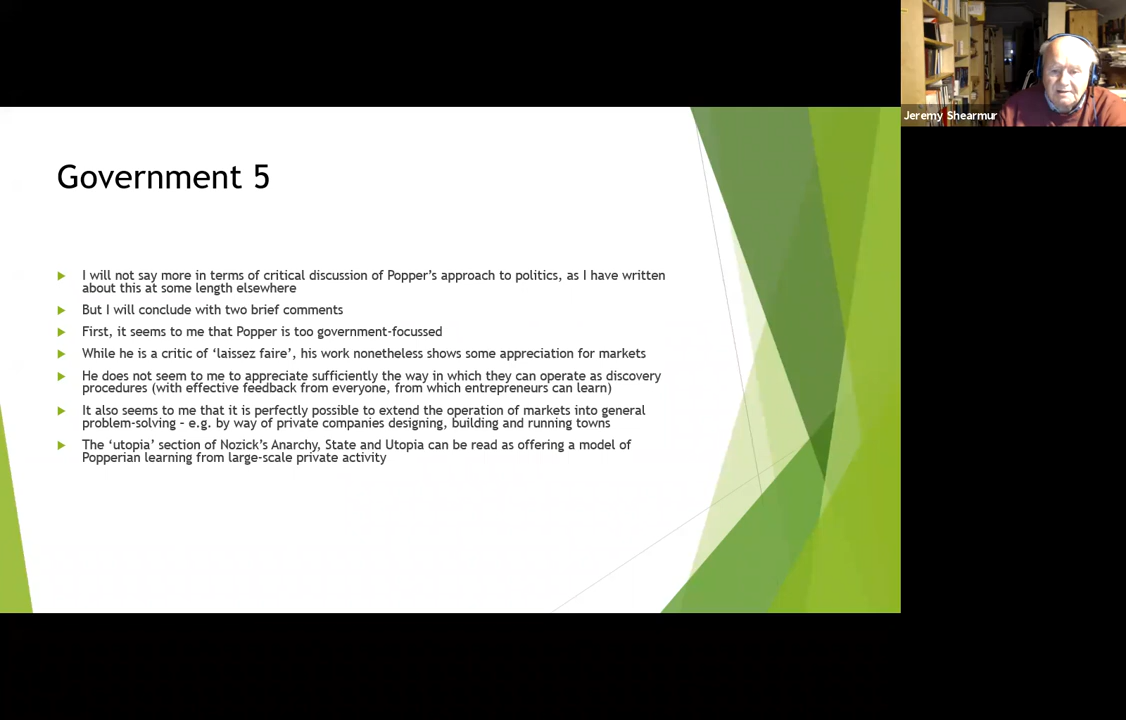 Jeremy Shearmur
Government 5
I will not say more in terms of critical discussion of Popper's approach to politics, as I have written
about this at some length elsewhere
But I will conclude with two brief comments
First, it seems to me that Popper is too government-focussed
While he is a critic of 'laissez faire', his work nonetheless shows some appreciation for markets
He does not seem to me to appreciate sufficiently the way in which they can operate as discovery
procedures (with effective feedback from everyone, from which entrepreneurs can learn)
It also seems to me that it is perfectly possible to extend the operation of markets into general
problem-solving – e.g. by way of private companies designing, building and running towns
The 'utopia' section of Nozick's Anarchy, State and Utopia can be read as offering a model of
Popperian learning from large-scale private activity